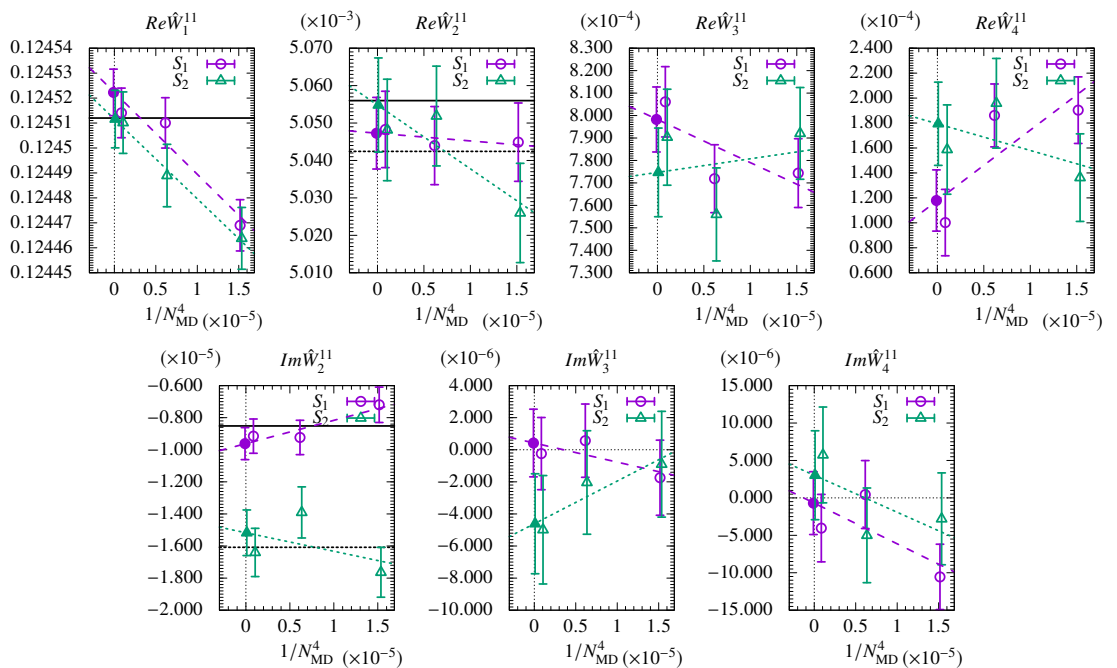 ReŴ₁¹¹
0.12454
0.12453
0.12452
0.12451
0.1245
0.12449
0.12448
0.12447
0.12446
0.12445
S₁
S₂
0 0.5 1 1.5
1/N⁴_MD (×10⁻⁵)
(×10⁻³) ReŴ₂¹¹
5.070
5.060
5.050
5.040
5.030
5.020
5.010
S₁
S₂
0 0.5 1 1.5
1/N⁴_MD (×10⁻⁵)
(×10⁻⁴) ReŴ₃¹¹
8.300
8.200
8.100
8.000
7.900
7.800
7.700
7.600
7.500
7.400
7.300
S₁
S₂
0 0.5 1 1.5
1/N⁴_MD (×10⁻⁵)
(×10⁻⁴) ReŴ₄¹¹
2.400
2.200
2.000
1.800
1.600
1.400
1.200
1.000
0.800
0.600
S₁
S₂
0 0.5 1 1.5
1/N⁴_MD (×10⁻⁵)
(×10⁻⁵) ImŴ₂¹¹
−0.600
−0.800
−1.000
−1.200
−1.400
−1.600
−1.800
−2.000
S₁
S₂
0 0.5 1 1.5
1/N⁴_MD (×10⁻⁵)
(×10⁻⁶) ImŴ₃¹¹
4.000
2.000
0.000
−2.000
−4.000
−6.000
−8.000
−10.000
S₁
S₂
0 0.5 1 1.5
1/N⁴_MD (×10⁻⁵)
(×10⁻⁶) ImŴ₄¹¹
15.000
10.000
5.000
0.000
−5.000
−10.000
−15.000
S₁
S₂
0 0.5 1 1.5
1/N⁴_MD (×10⁻⁵)